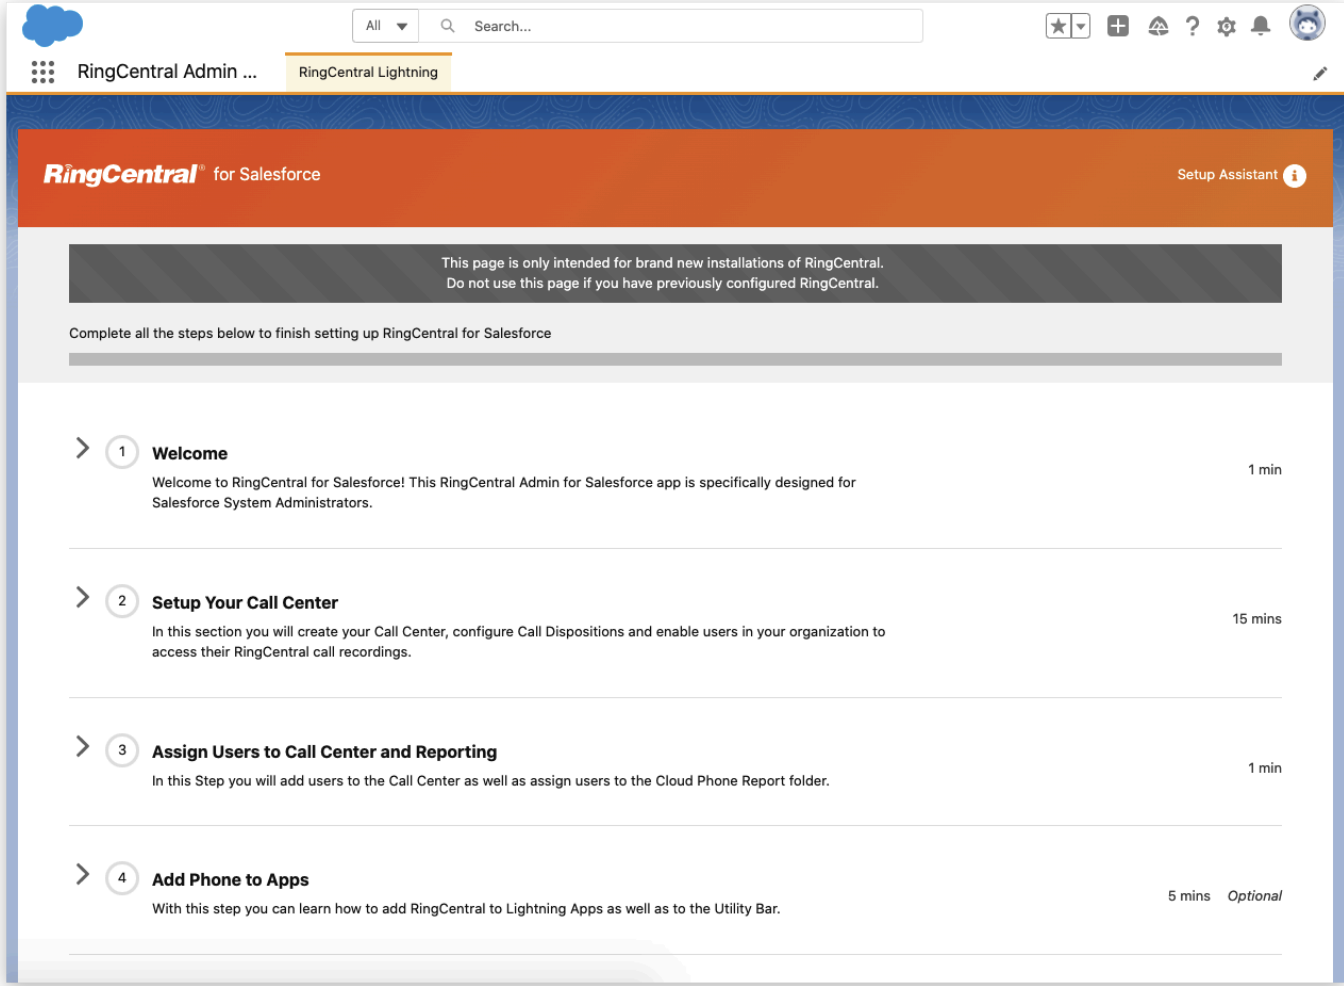 All
Search...
RingCentral Admin ...
RingCentral Lightning
RingCentral® for Salesforce
Setup Assistant
This page is only intended for brand new installations of RingCentral.
Do not use this page if you have previously configured RingCentral.
Complete all the steps below to finish setting up RingCentral for Salesforce
1
Welcome
Welcome to RingCentral for Salesforce! This RingCentral Admin for Salesforce app is specifically designed for
Salesforce System Administrators.
1 min
2
Setup Your Call Center
In this section you will create your Call Center, configure Call Dispositions and enable users in your organization to
access their RingCentral call recordings.
15 mins
3
Assign Users to Call Center and Reporting
In this Step you will add users to the Call Center as well as assign users to the Cloud Phone Report folder.
1 min
4
Add Phone to Apps
With this step you can learn how to add RingCentral to Lightning Apps as well as to the Utility Bar.
5 mins Optional